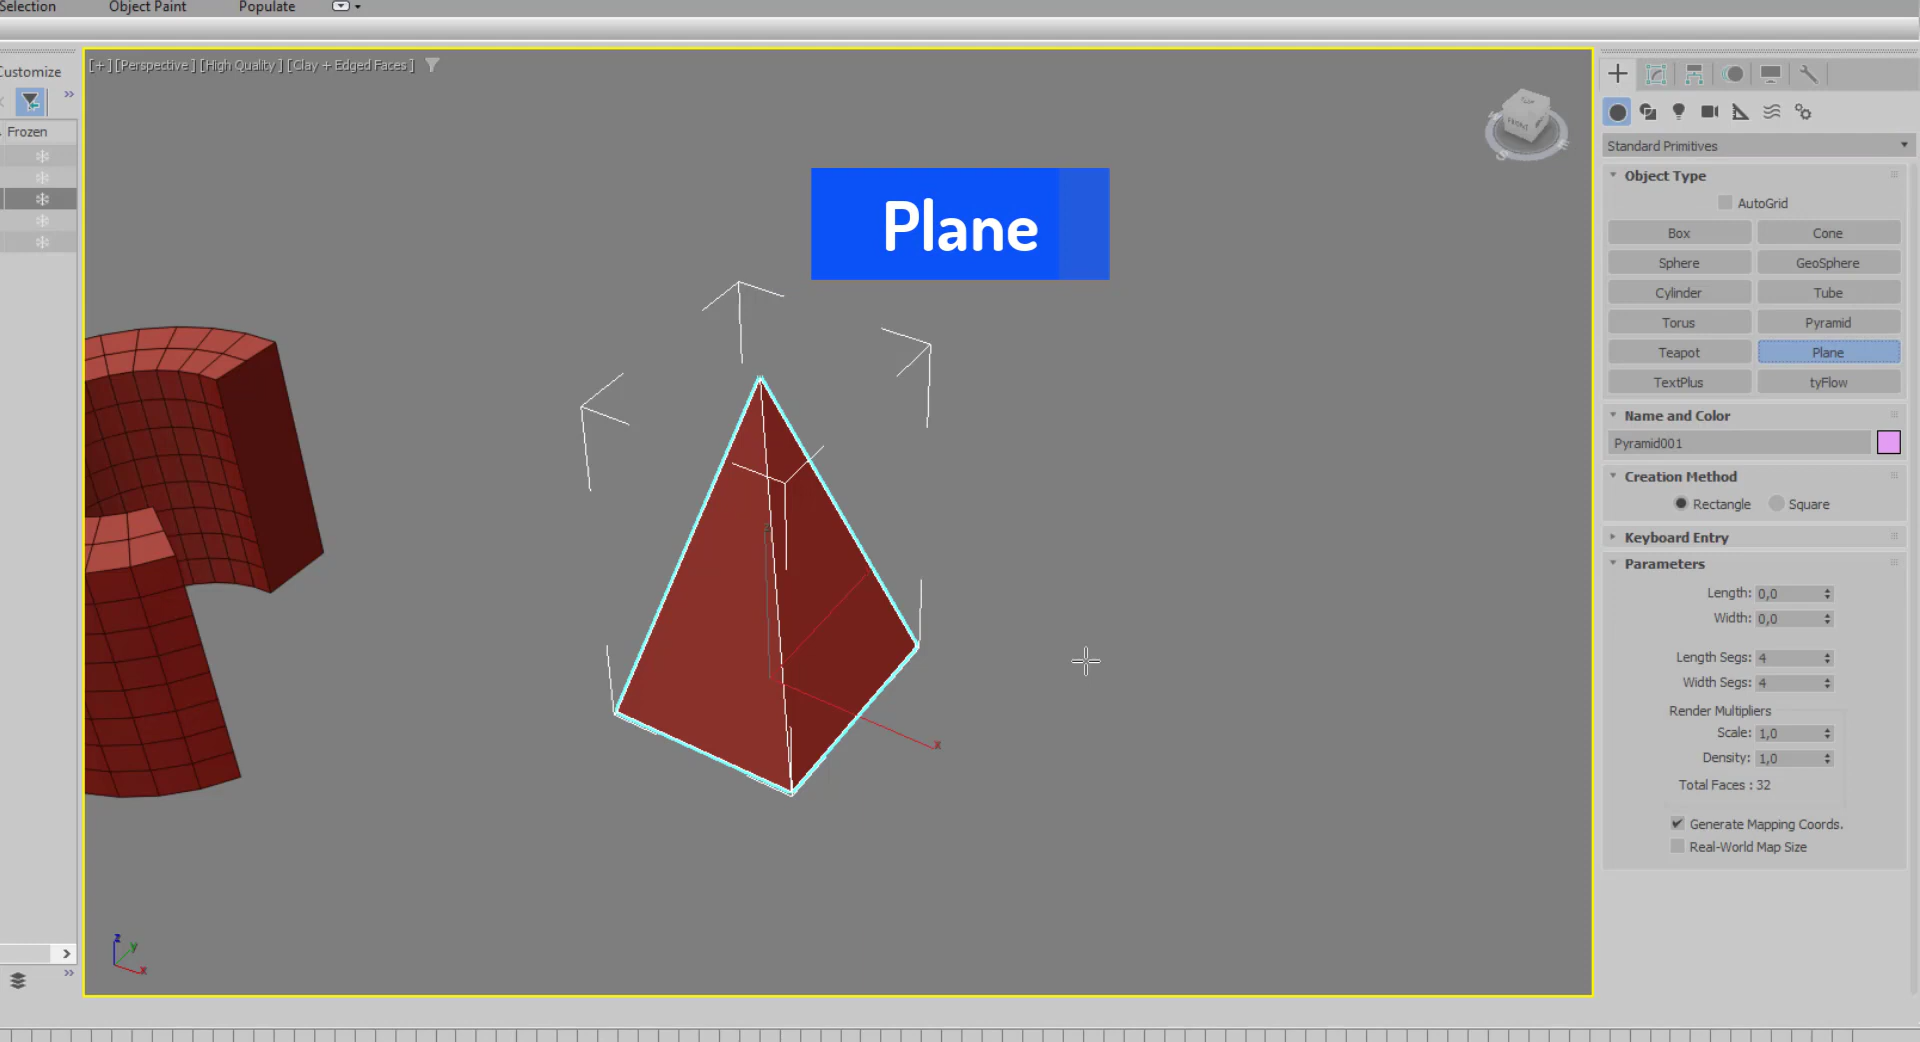 Selection Object Paint Populate
Customize
Frozen
[+] [Perspective] [High Quality] [Clay + Edged Faces]
FRONT
Plane
Standard Primitives
Object Type
AutoGrid
Box Cone
Sphere GeoSphere
Cylinder Tube
Torus Pyramid
Teapot Plane
TextPlus tyFlow
Name and Color
Pyramid001
Creation Method
Rectangle Square
Keyboard Entry
Parameters
Length: 0,0
Width: 0,0
Length Segs: 4
Width Segs: 4
Render Multipliers
Scale: 1,0
Density: 1,0
Total Faces : 32
Generate Mapping Coords.
Real-World Map Size
x
z
y
x